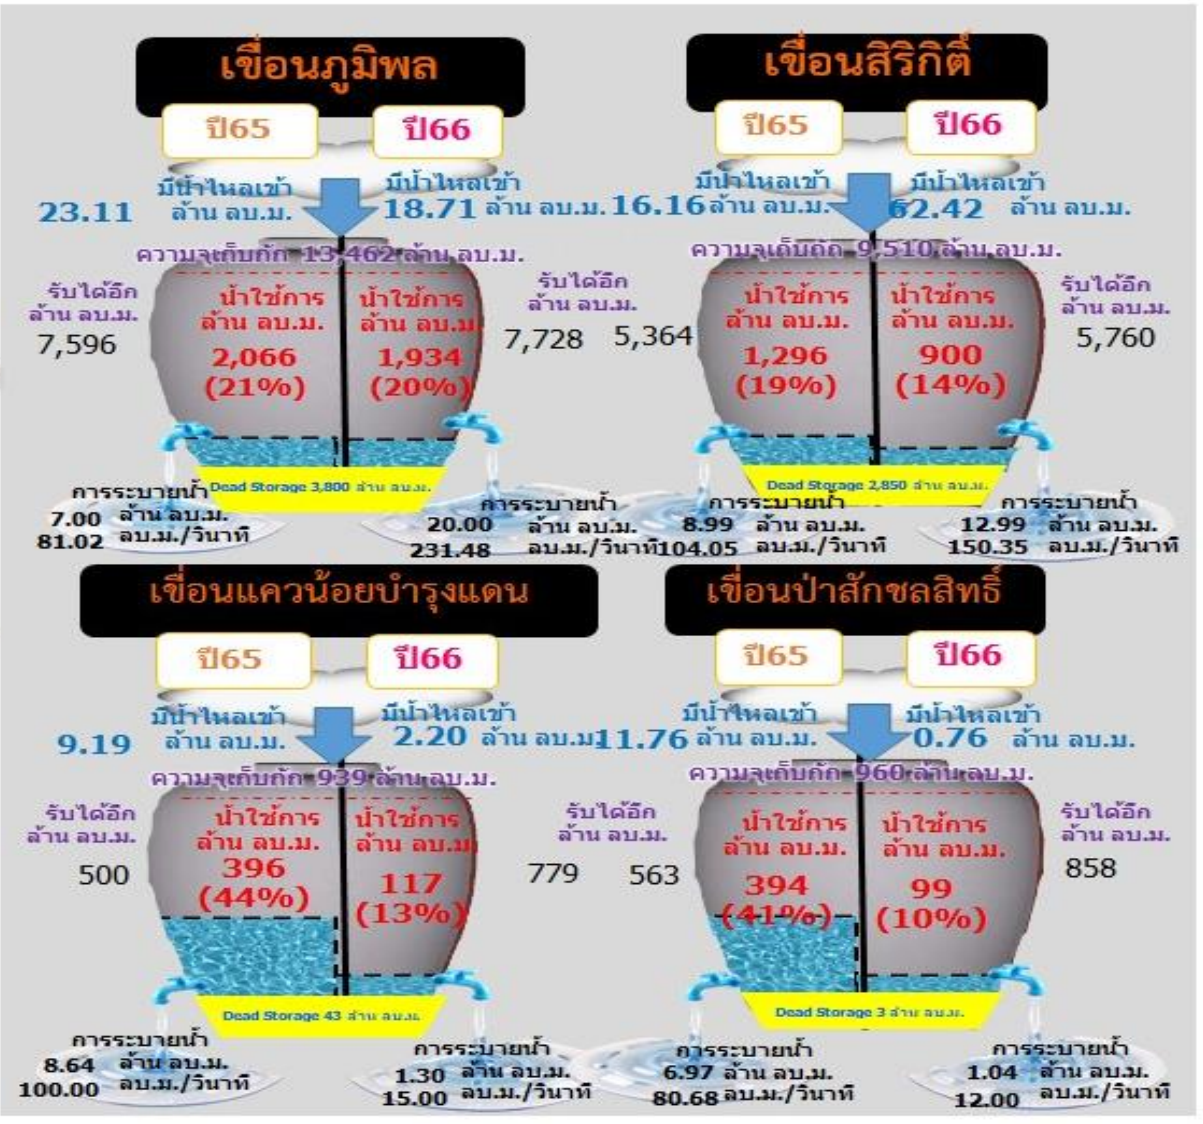 เขื่อนภูมิพล
ปี65
ปี66
มีน้ำไหลเข้า
23.11 ล้าน ลบ.ม.
มีน้ำไหลเข้า
18.71 ล้าน ลบ.ม.
ความจุเก็บกัก 13,462 ล้าน ลบ.ม.
รับได้อีก
ล้าน ลบ.ม.
7,596
น้ำใช้การ
ล้าน ลบ.ม.
2,066
(21%)
น้ำใช้การ
ล้าน ลบ.ม
1,934
(20%)
รับได้อีก
ล้าน ลบ.ม.
7,728
Dead Storage 3,800 ล้าน ลบ.ม.
การระบายน้ำ
7.00 ล้าน ลบ.ม.
81.02 ลบ.ม./วินาที
การระบายน้ำ
20.00 ล้าน ลบ.ม.
231.48 ลบ.ม./วินาที
เขื่อนสิริกิติ์
ปี65
ปี66
มีน้ำไหลเข้า
16.16 ล้าน ลบ.ม.
มีน้ำไหลเข้า
62.42 ล้าน ลบ.ม.
ความจุเก็บกัก 9,510 ล้าน ลบ.ม.
5,364
น้ำใช้การ
ล้าน ลบ.ม.
1,296
(19%)
น้ำใช้การ
ล้าน ลบ.ม.
900
(14%)
รับได้อีก
ล้าน ลบ.ม.
5,760
Dead Storage 2,850 ล้าน ลบ.ม.
การระบายน้ำ
8.99 ล้าน ลบ.ม.
104.05 ลบ.ม./วินาที
การระบายน้ำ
12.99 ล้าน ลบ.ม.
150.35 ลบ.ม./วินาที
เขื่อนแควน้อยบำรุงแดน
ปี65
ปี66
มีน้ำไหลเข้า
9.19 ล้าน ลบ.ม.
มีน้ำไหลเข้า
2.20 ล้าน ลบ.ม.
ความจุเก็บกัก 939 ล้าน ลบ.ม.
รับได้อีก
ล้าน ลบ.ม.
500
น้ำใช้การ
ล้าน ลบ.ม.
396
(44%)
น้ำใช้การ
ล้าน ลบ.ม
117
(13%)
รับได้อีก
ล้าน ลบ.ม.
779
Dead Storage 43 ล้าน ลบ.ม.
การระบายน้ำ
8.64 ล้าน ลบ.ม.
100.00 ลบ.ม./วินาที
การระบายน้ำ
1.30 ล้าน ลบ.ม.
15.00 ลบ.ม./วินาที
เขื่อนป่าสักชลสิทธิ์
ปี65
ปี66
มีน้ำไหลเข้า
11.76 ล้าน ลบ.ม.
มีน้ำไหลเข้า
0.76 ล้าน ลบ.ม.
ความจุเก็บกัก 960 ล้าน ลบ.ม.
563
น้ำใช้การ
ล้าน ลบ.ม.
394
(41%)
น้ำใช้การ
ล้าน ลบ.ม.
99
(10%)
รับได้อีก
ล้าน ลบ.ม.
858
Dead Storage 3 ล้าน ลบ.ม.
การระบายน้ำ
6.97 ล้าน ลบ.ม.
80.68 ลบ.ม./วินาที
การระบายน้ำ
1.04 ล้าน ลบ.ม.
12.00 ลบ.ม./วินาที